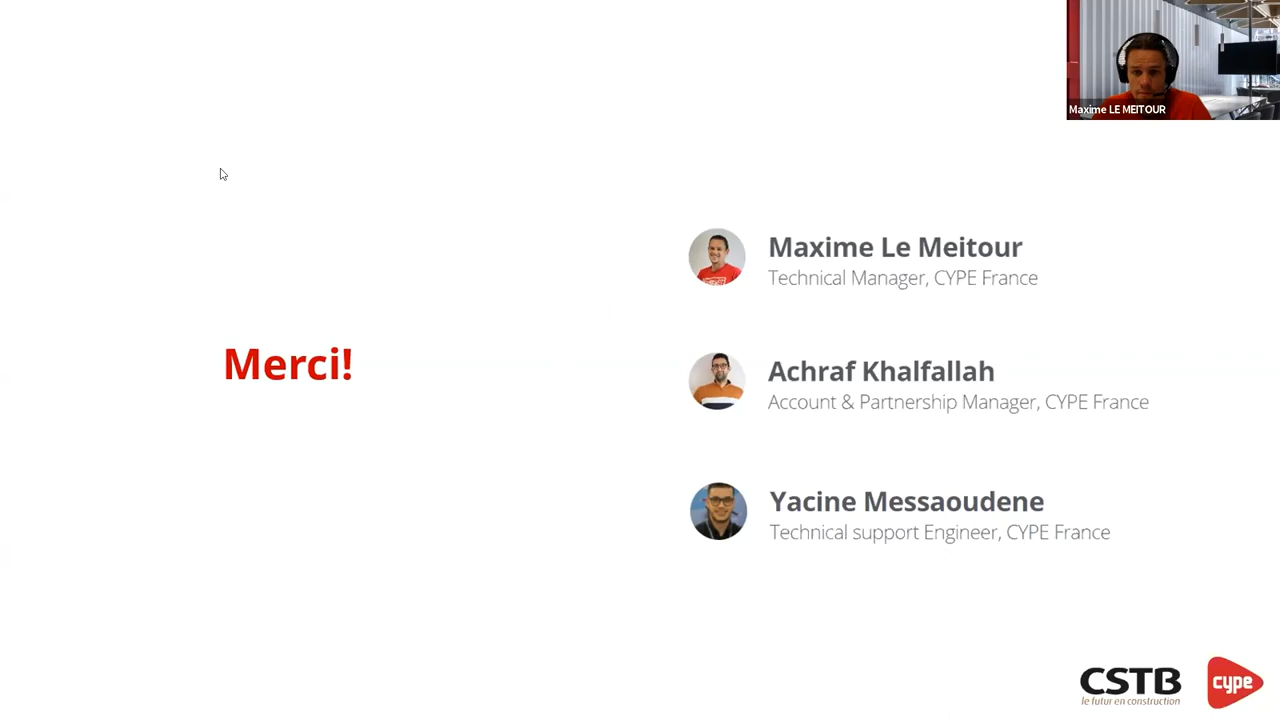 Maxime LE MEITOUR
Merci!
Maxime Le Meitour
Technical Manager, CYPE France
Achraf Khalfallah
Account & Partnership Manager, CYPE France
Yacine Messaoudene
Technical support Engineer, CYPE France
CSTB
le futur en construction
cype